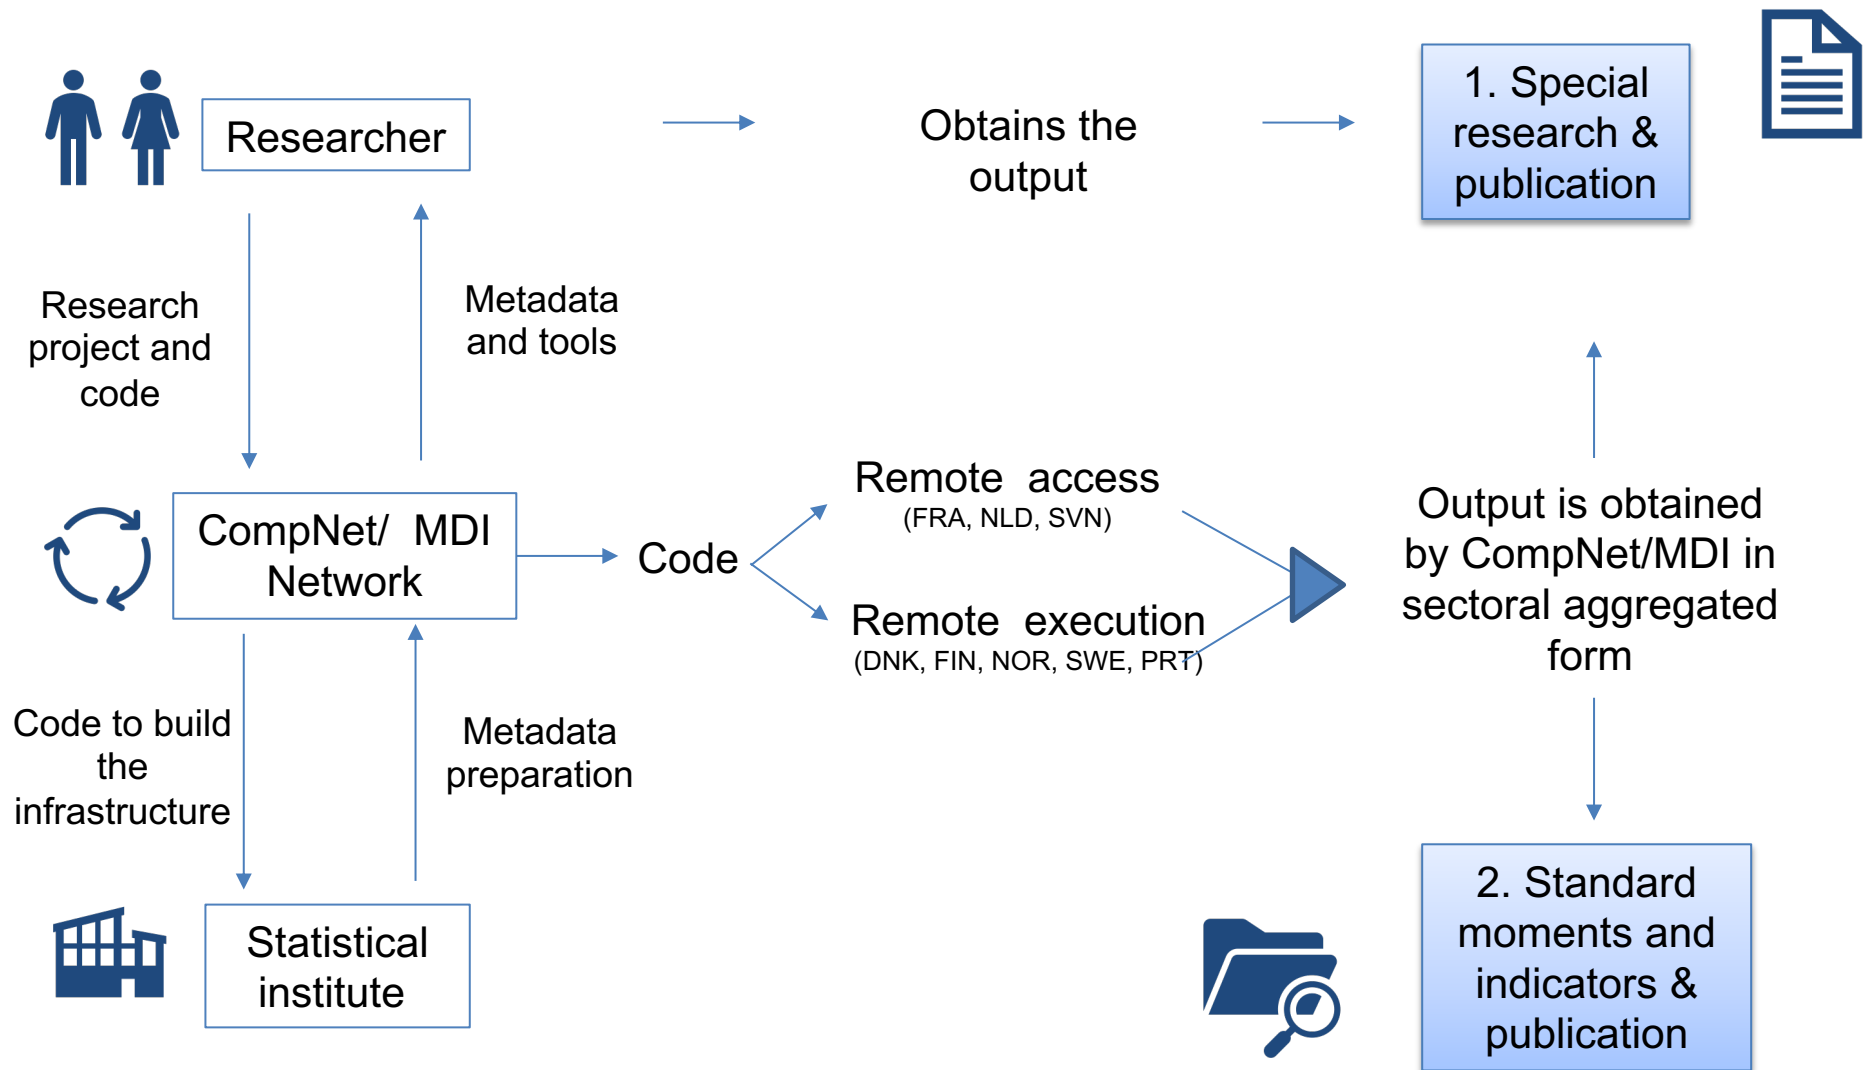 Researcher
Obtains the
output
1. Special
research &
publication
Research
project and
code
Metadata
and tools
CompNet/ MDI
Network
Code
Remote access
(FRA, NLD, SVN)
Remote execution
(DNK, FIN, NOR, SWE, PRT)
Output is obtained
by CompNet/MDI in
sectoral aggregated
form
Code to build
the
infrastructure
Metadata
preparation
Statistical
institute
2. Standard
moments and
indicators &
publication